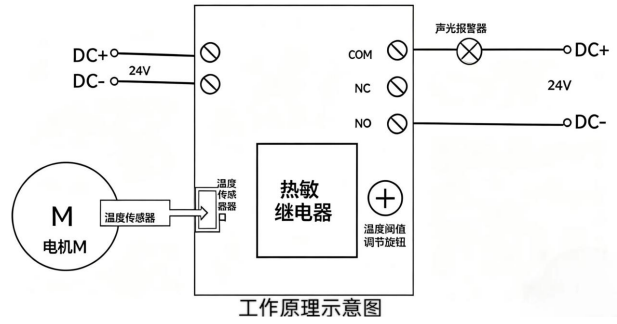 声光报警器
DC+
24V
DC-
COM
DC+
NC
24V
NO
DC-
M
电机M
温度传感器
温度
传感
器器
热敏
继电器
温度阈值
调节旋钮
工作原理示意图